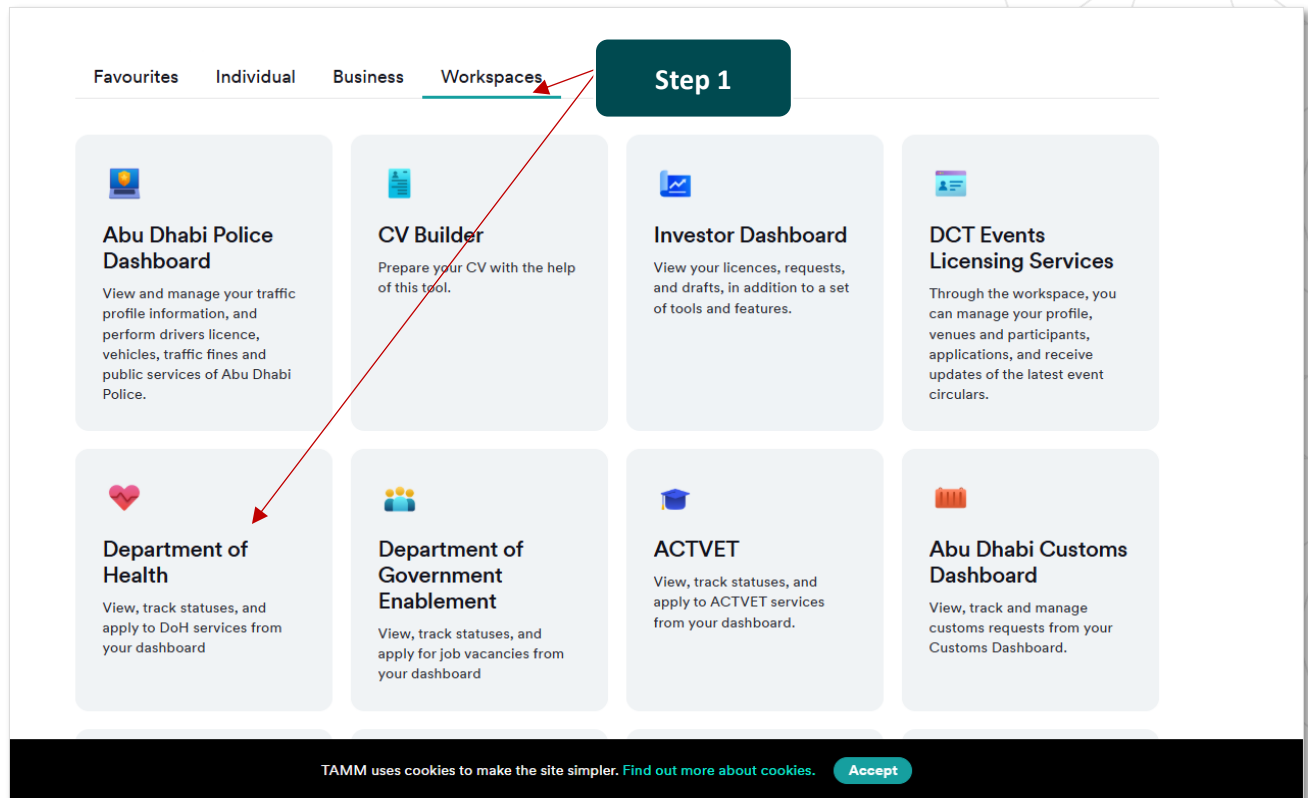 Favourites Individual Business Workspaces
Step 1
Abu Dhabi Police
Dashboard
View and manage your traffic
profile information, and
perform drivers licence,
vehicles, traffic fines and
public services of Abu Dhabi
Police.
CV Builder
Prepare your CV with the help
of this tool.
Investor Dashboard
View your licences, requests,
and drafts, in addition to a set
of tools and features.
DCT Events
Licensing Services
Through the workspace, you
can manage your profile,
venues and participants,
applications, and receive
updates of the latest event
circulars.
Department of
Health
View, track statuses, and
apply to DoH services from
your dashboard
Department of
Government
Enablement
View, track statuses, and
apply for job vacancies from
your dashboard
ACTVET
View, track statuses, and
apply to ACTVET services
from your dashboard.
Abu Dhabi Customs
Dashboard
View, track and manage
customs requests from your
Customs Dashboard.
TAMM uses cookies to make the site simpler. Find out more about cookies. Accept